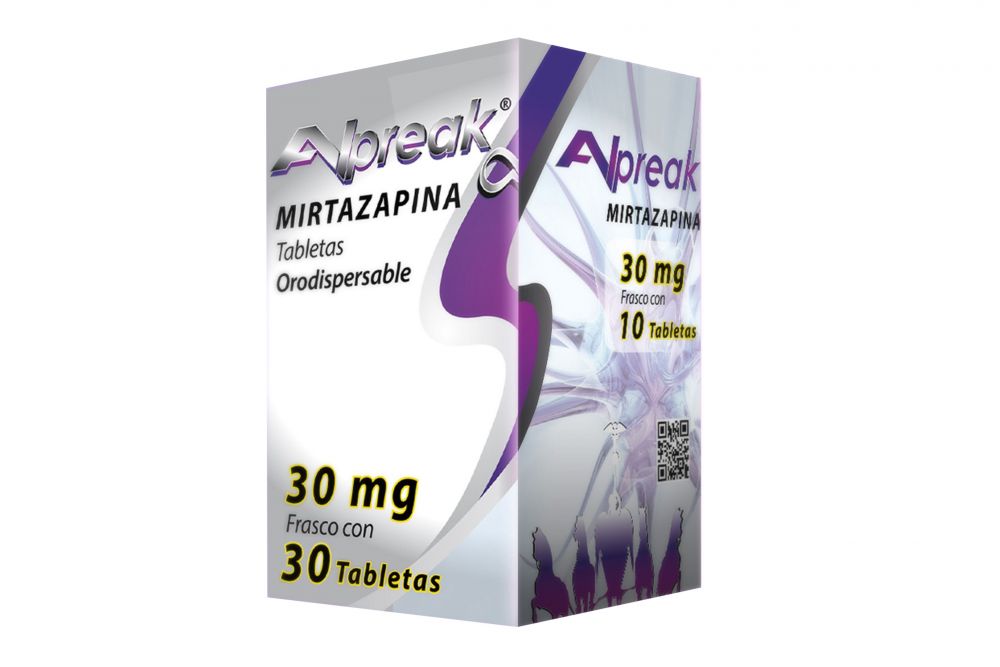 Alpreak®
MIRTAZAPINA
Tabletas
Orodispersable
30 mg
Frasco con
30 Tabletas
Alpreak
MIRTAZAPINA
30 mg
Frasco con
10 Tabletas